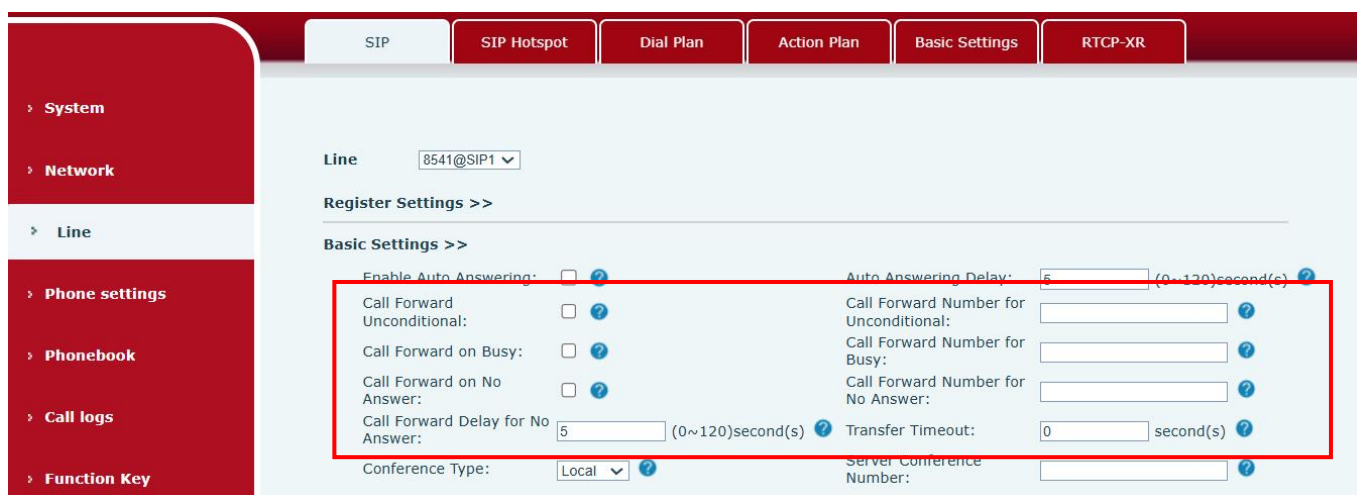 SIP
SIP Hotspot
Dial Plan
Action Plan
Basic Settings
RTCP-XR
System
Network
Line
Phone settings
Phonebook
Call logs
Function Key
Line 8541@SIP1
Register Settings >>
Basic Settings >>
Enable Auto Answering: ?
Auto Answering Delay: 5 (0~120)second(s) ?
Call Forward
Unconditional: ?
Call Forward Number for
Unconditional: ?
Call Forward on Busy: ?
Call Forward Number for
Busy: ?
Call Forward on No
Answer: ?
Call Forward Number for
No Answer: ?
Call Forward Delay for No
Answer: 5 (0~120)second(s) ?
Transfer Timeout: 0 second(s) ?
Conference Type: Local ?
Server Conference
Number: ?